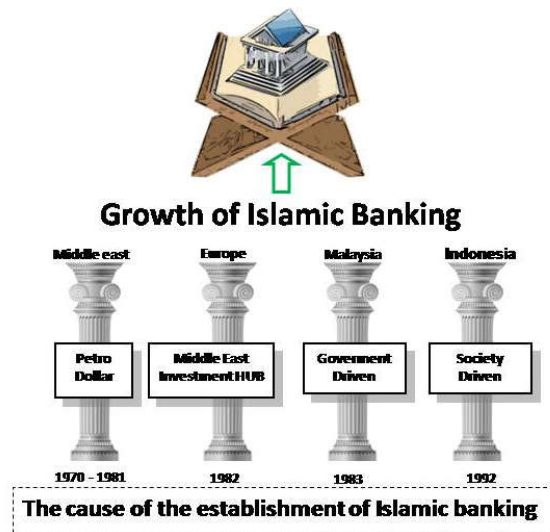 Growth of Islamic Banking
Middle east Europe Malaysia Indonesia
Petro Dollar
Middle East Investment HUB
Government Driven
Society Driven
1970 - 1981 1982 1983 1992
The cause of the establishment of Islamic banking